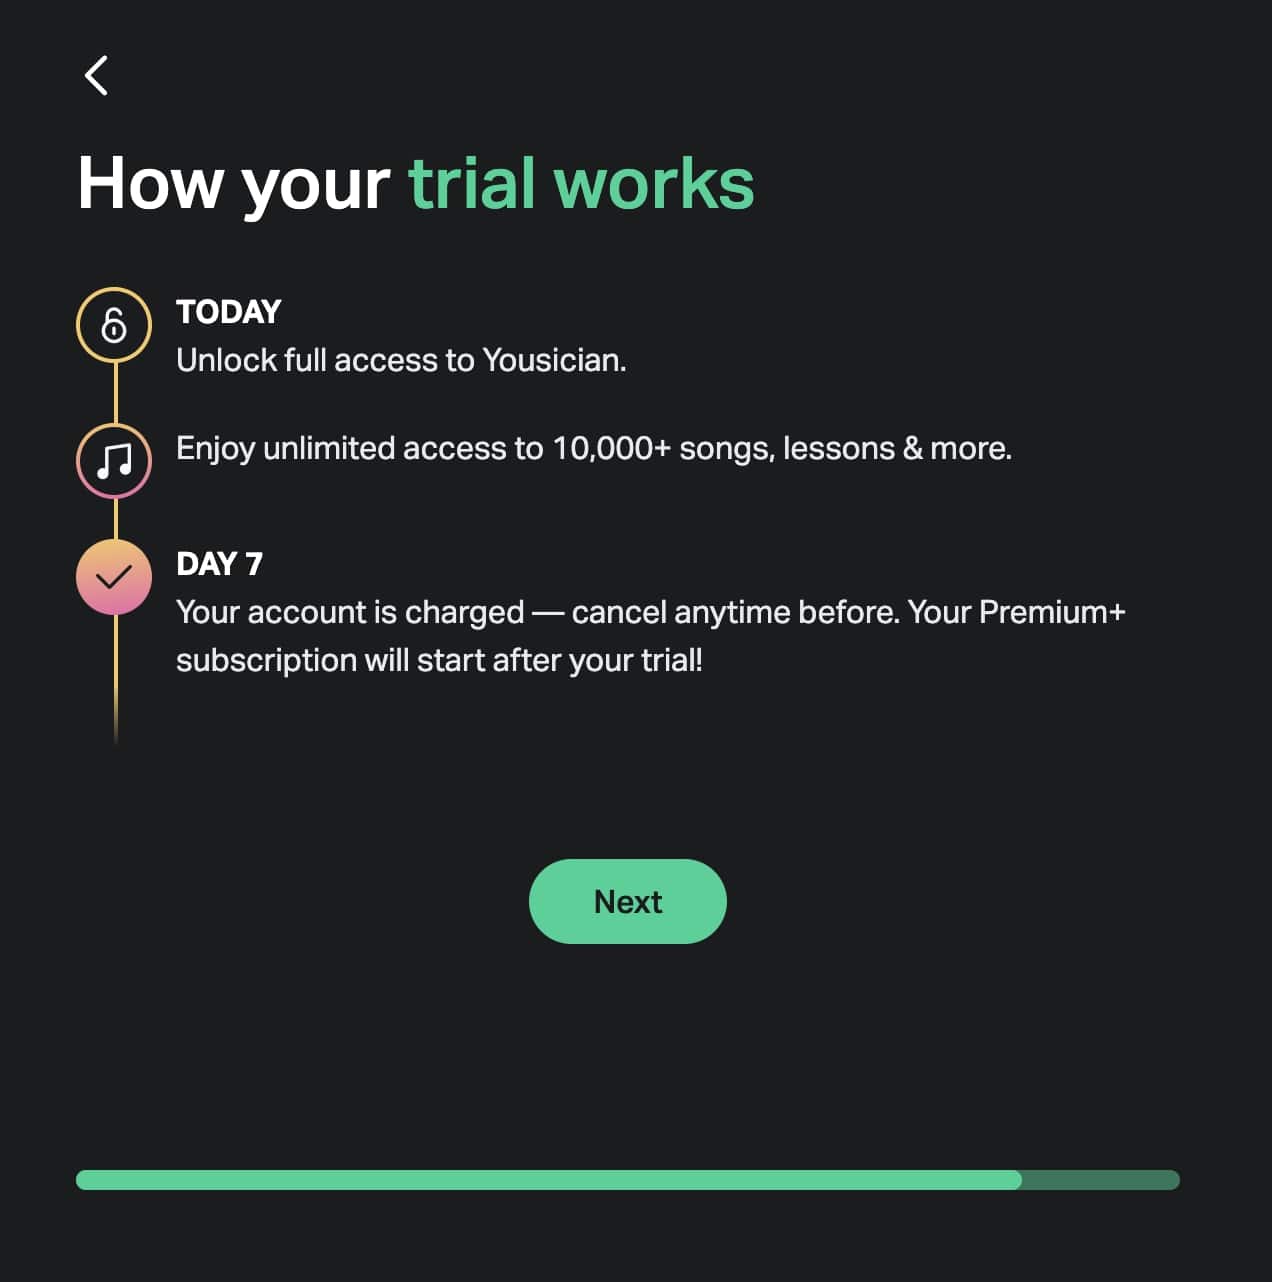 How your trial works
TODAY
Unlock full access to Yousician.
Enjoy unlimited access to 10,000+ songs, lessons & more.
DAY 7
Your account is charged — cancel anytime before. Your Premium+
subscription will start after your trial!
Next